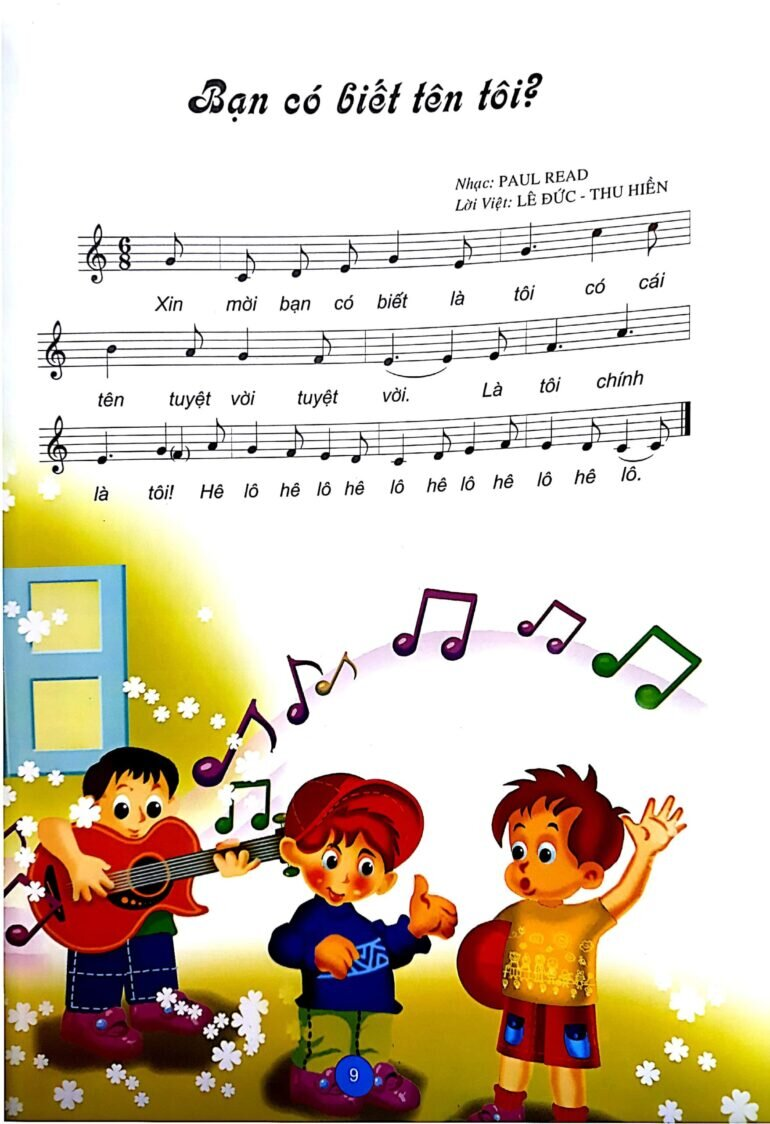 Bạn có biết tên tôi?
Nhạc: PAUL READ
Lời Việt: LÊ ĐỨC - THU HIỀN
6
8
Xin mời bạn có biết là tôi có cái
tên tuyệt vời tuyệt vời. Là tôi chính
là tôi! Hê lô hê lô hê lô hê lô hê lô hê lô.
9